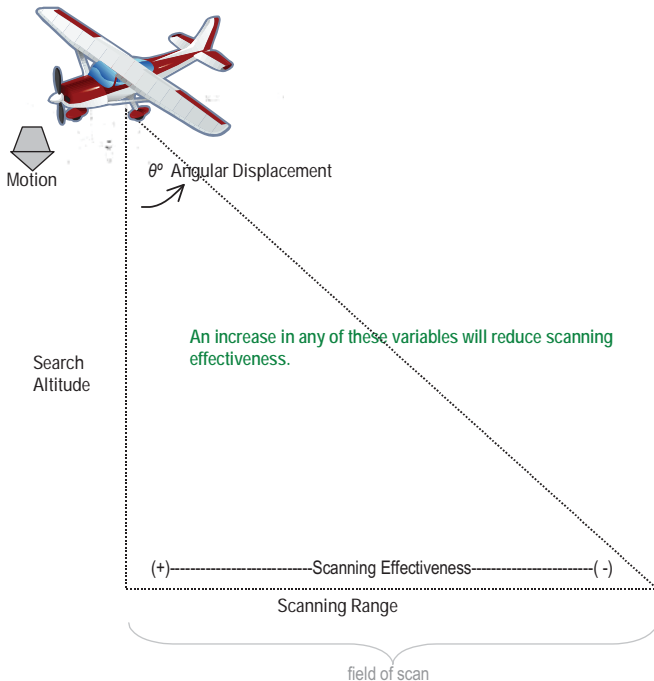 Motion
θº Angular Displacement
An increase in any of these variables will reduce scanning
effectiveness.
Search
Altitude
(+)----------------------------Scanning Effectiveness------------------------( -)
Scanning Range
field of scan